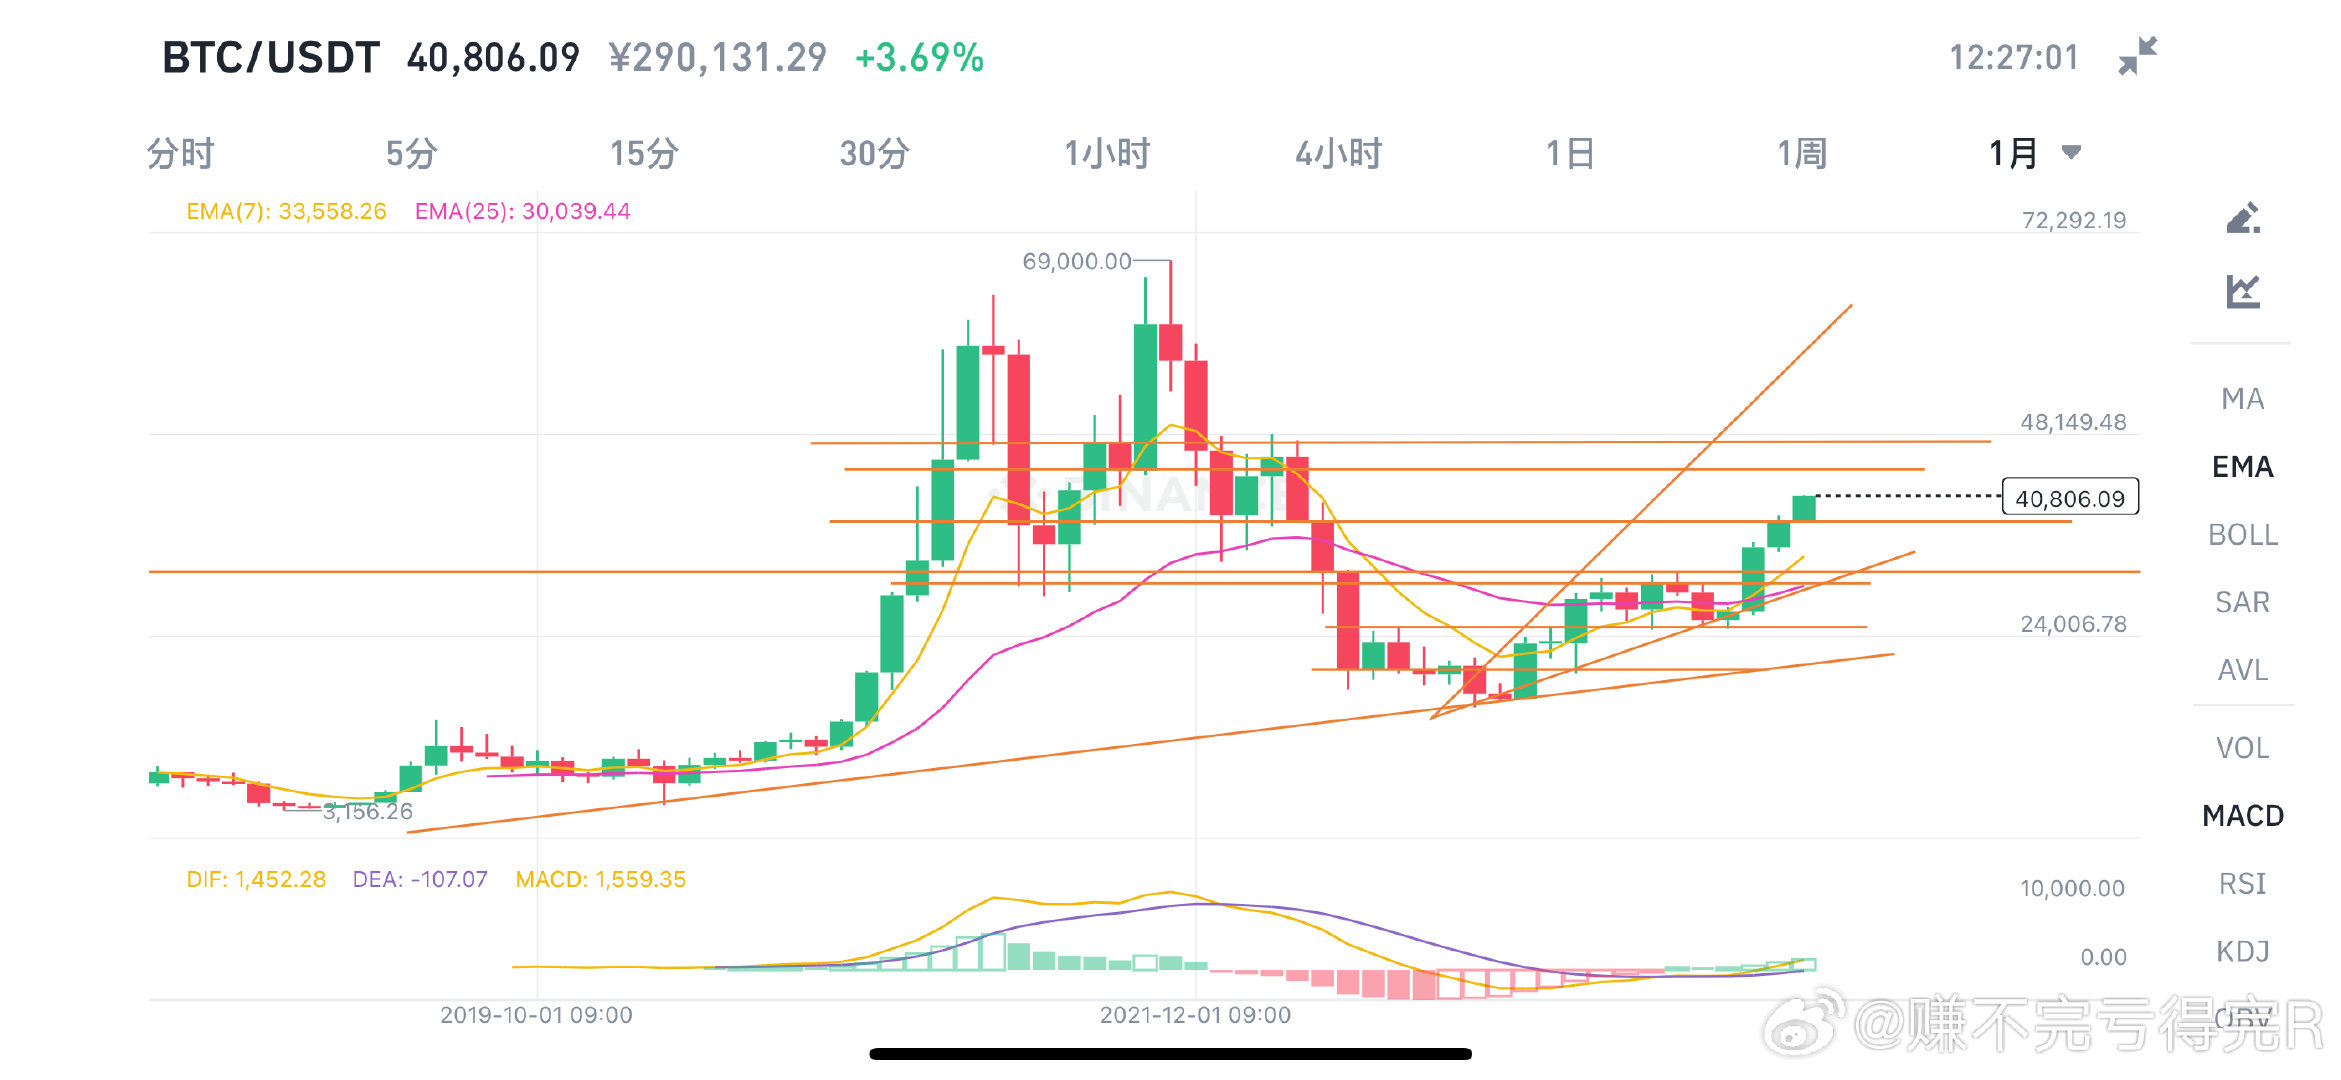 BTC/USDT 40,806.09 ¥290,131.29 +3.69% 12:27:01
分时 5分 15分 30分 1小时 4小时 1日 1周 1月
EMA(7): 33,558.26 EMA(25): 30,039.44
72,292.19
69,000.00
MA
48,149.48
EMA
BINANCE
40,806.09
BOLL
SAR
24,006.78
AVL
VOL
3,156.26
MACD
DIF: 1,452.28 DEA: -107.07 MACD: 1,559.35
10,000.00
RSI
0.00
KDJ
2019-10-01 09:00 2021-12-01 09:00
OBV
@赚不完亏得完R